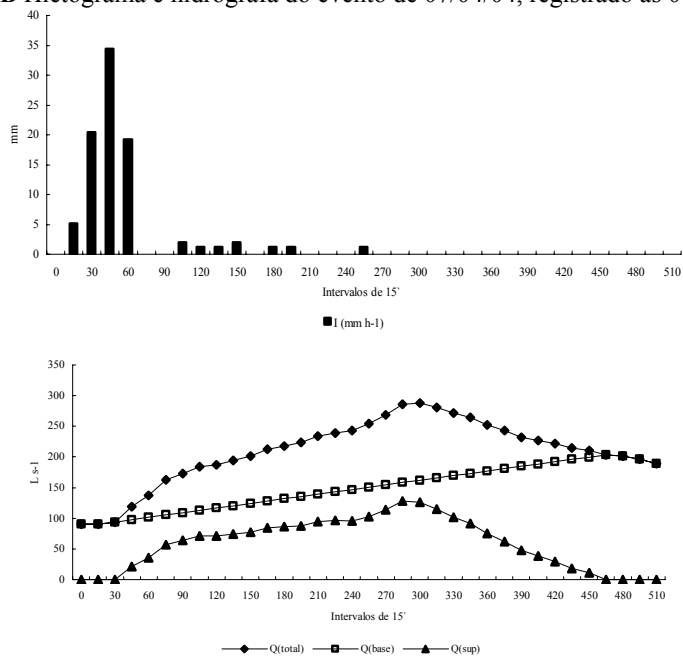 Hietograma e hidrógrafa do evento de 07/04/04, registrado às
40
35
30
25
20
15
10
5
0
mm
0 30 60 90 120 150 180 210 240 270 300 330 360 390 420 450 480 510
Intervalos de 15`
I (mm h-1)
350
300
250
200
150
100
50
0
L s-1
0 30 60 90 120 150 180 210 240 270 300 330 360 390 420 450 480 510
Intervalos de 15`
Q(total) Q(base) Q(sup)